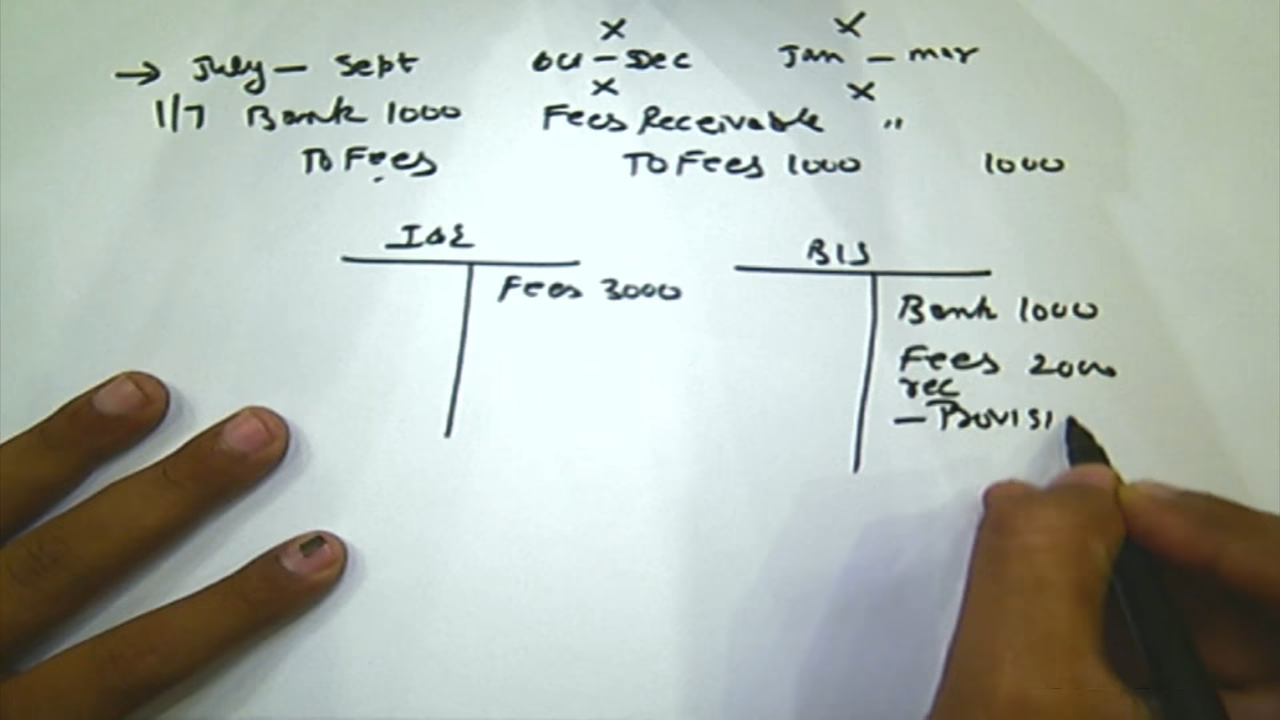 × ×
→ July – Sept Oct – Dec Jan – mar
× ×
1/7 Bank 1000 Fees Receivable "
To Fees To Fees 1000 1000
I&E B/S
Fees 3000
Bank 1000
Fees 2000
rec
– Provisi